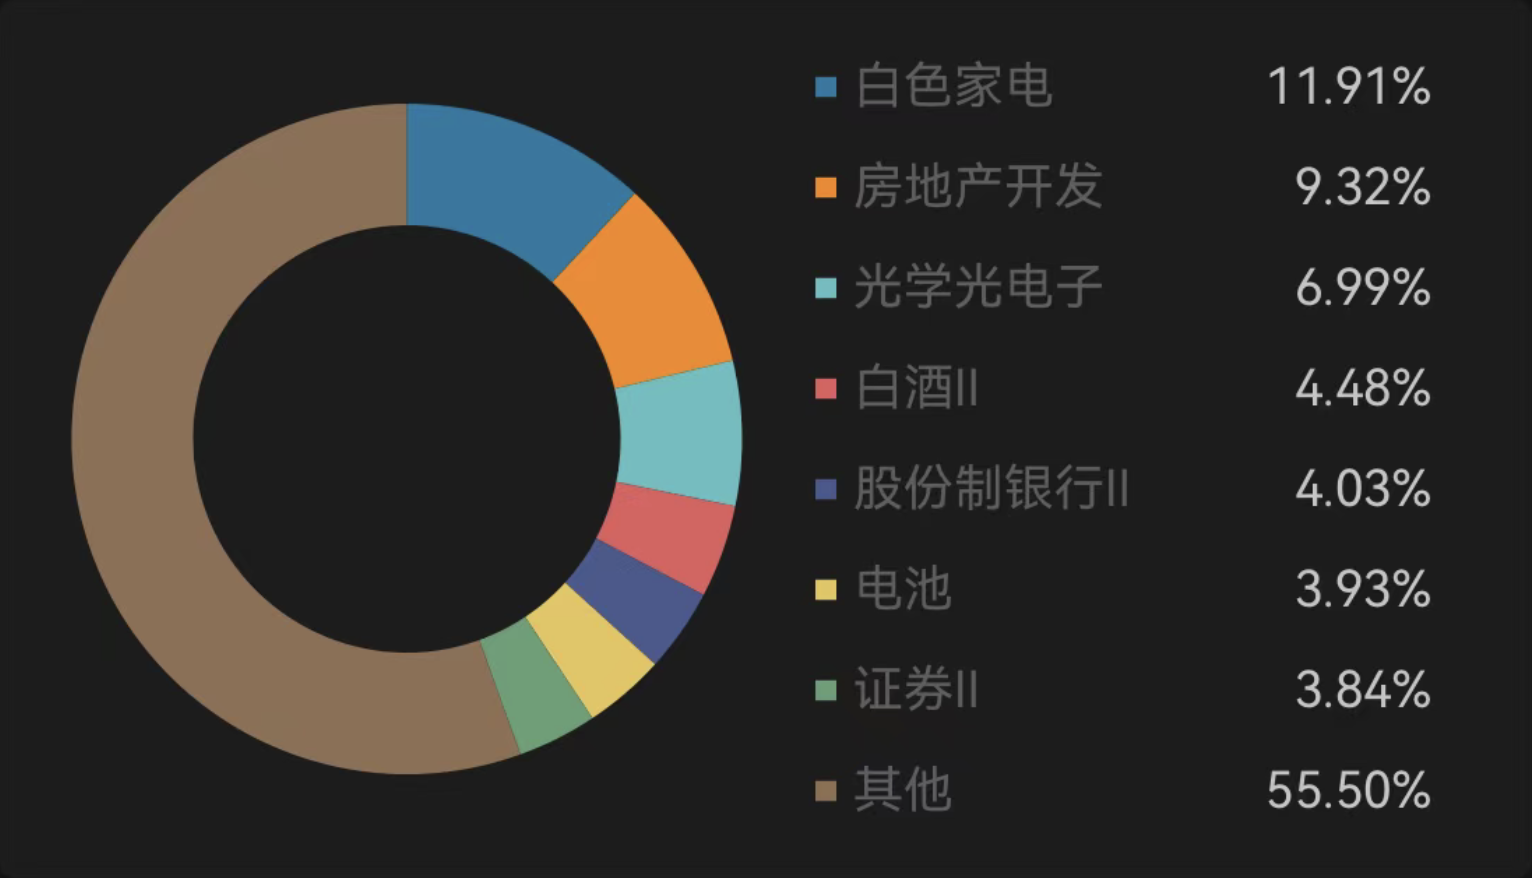 白色家电 11.91%
房地产开发 9.32%
光学光电子 6.99%
白酒II 4.48%
股份制银行II 4.03%
电池 3.93%
证券II 3.84%
其他 55.50%